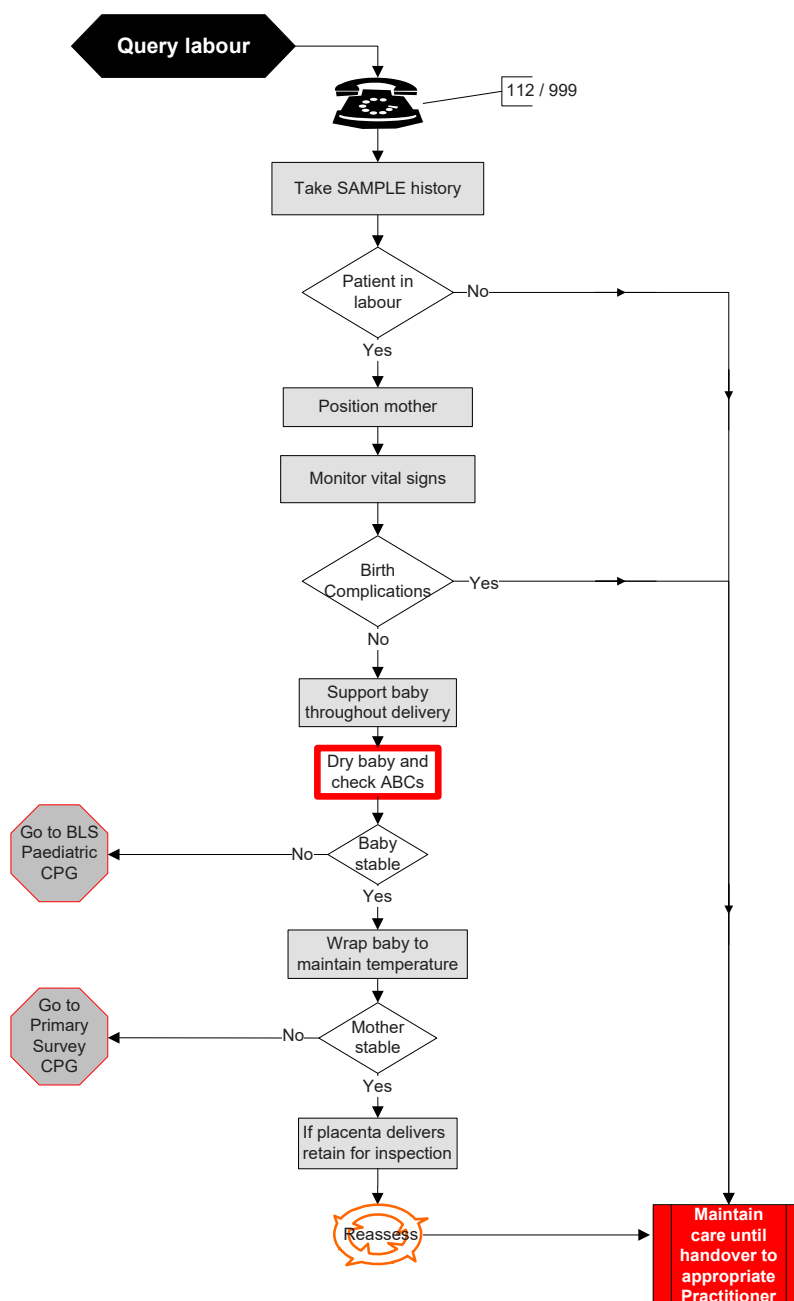 Query labour
112 / 999
Take SAMPLE history
Patient in
labour
No
Yes
Position mother
Monitor vital signs
Birth
Complications
Yes
No
Support baby
throughout delivery
Dry baby and
check ABCs
Go to BLS
Paediatric
CPG
No
Baby
stable
Yes
Wrap baby to
maintain temperature
Go to
Primary
Survey
CPG
No
Mother
stable
Yes
If placenta delivers
retain for inspection
Reassess
Maintain
care until
handover to
appropriate
Practitioner